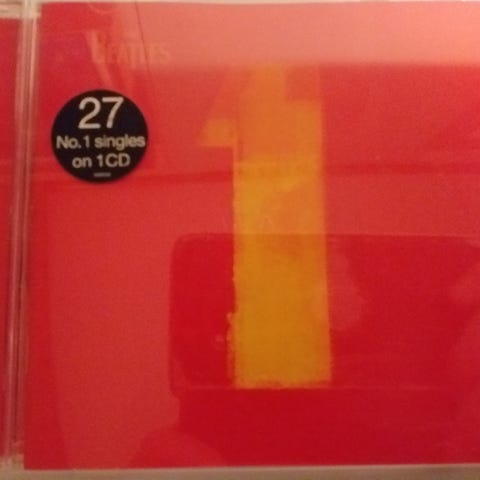 BEATLES
27
No.1 singles
on 1CD
1